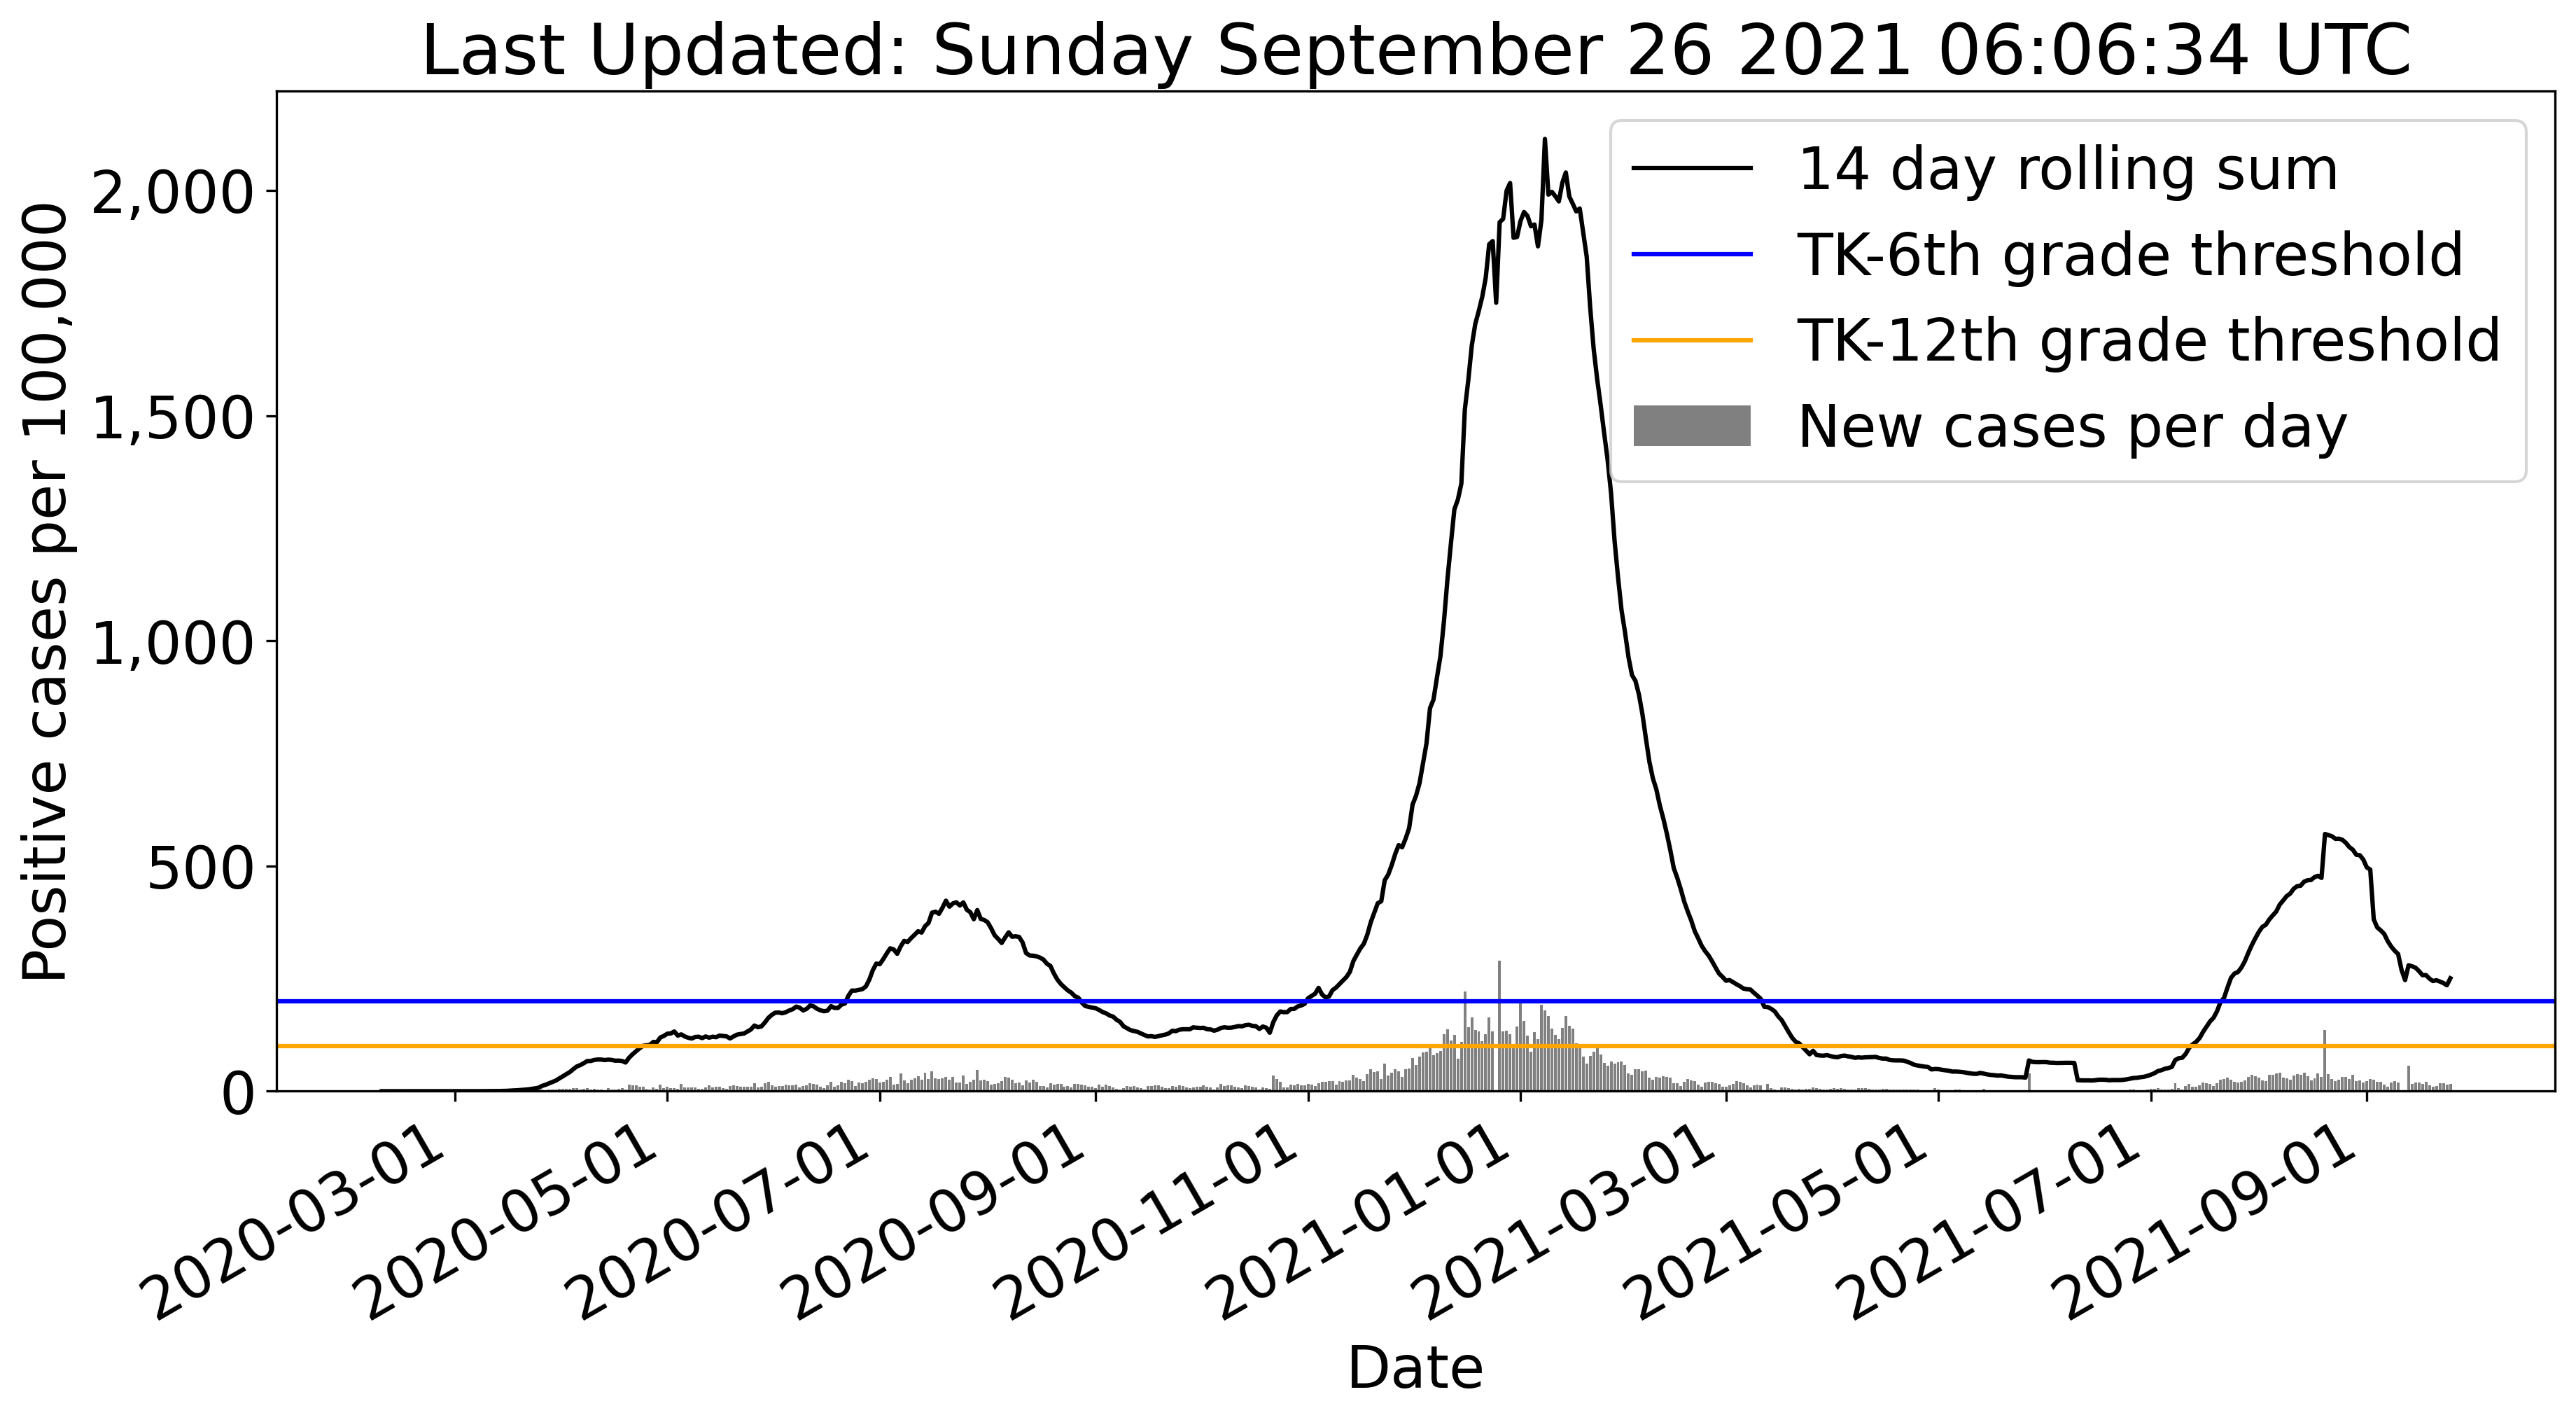 Last Updated: Sunday September 26 2021 06:06:34 UTC
14 day rolling sum
TK-6th grade threshold
TK-12th grade threshold
New cases per day
Positive cases per 100,000
2,000
1,500
1,000
500
0
2020-03-01
2020-05-01
2020-07-01
2020-09-01
2020-11-01
2021-01-01
2021-03-01
2021-05-01
2021-07-01
2021-09-01
Date